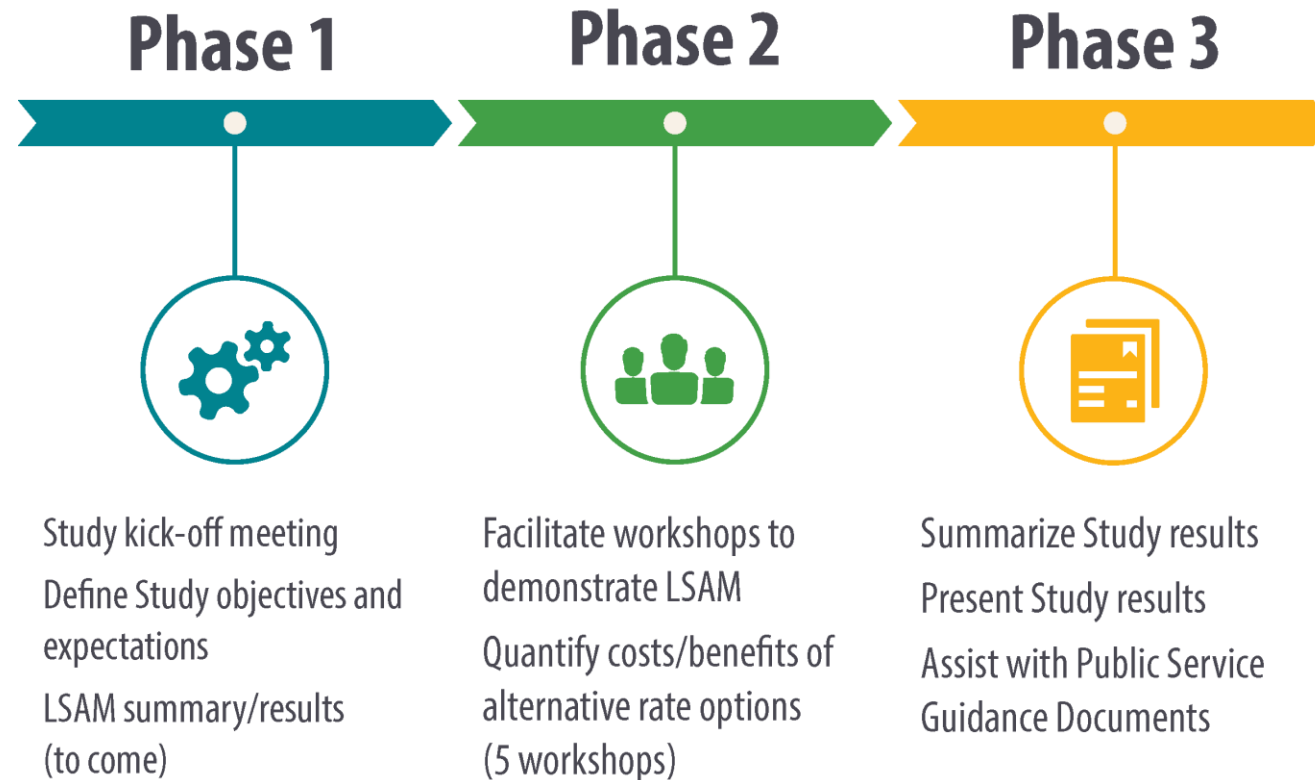 Phase 1
Phase 2
Phase 3
Study kick-off meeting
Define Study objectives and
expectations
LSAM summary/results
(to come)
Facilitate workshops to
demonstrate LSAM
Quantify costs/benefits of
alternative rate options
(5 workshops)
Summarize Study results
Present Study results
Assist with Public Service
Guidance Documents